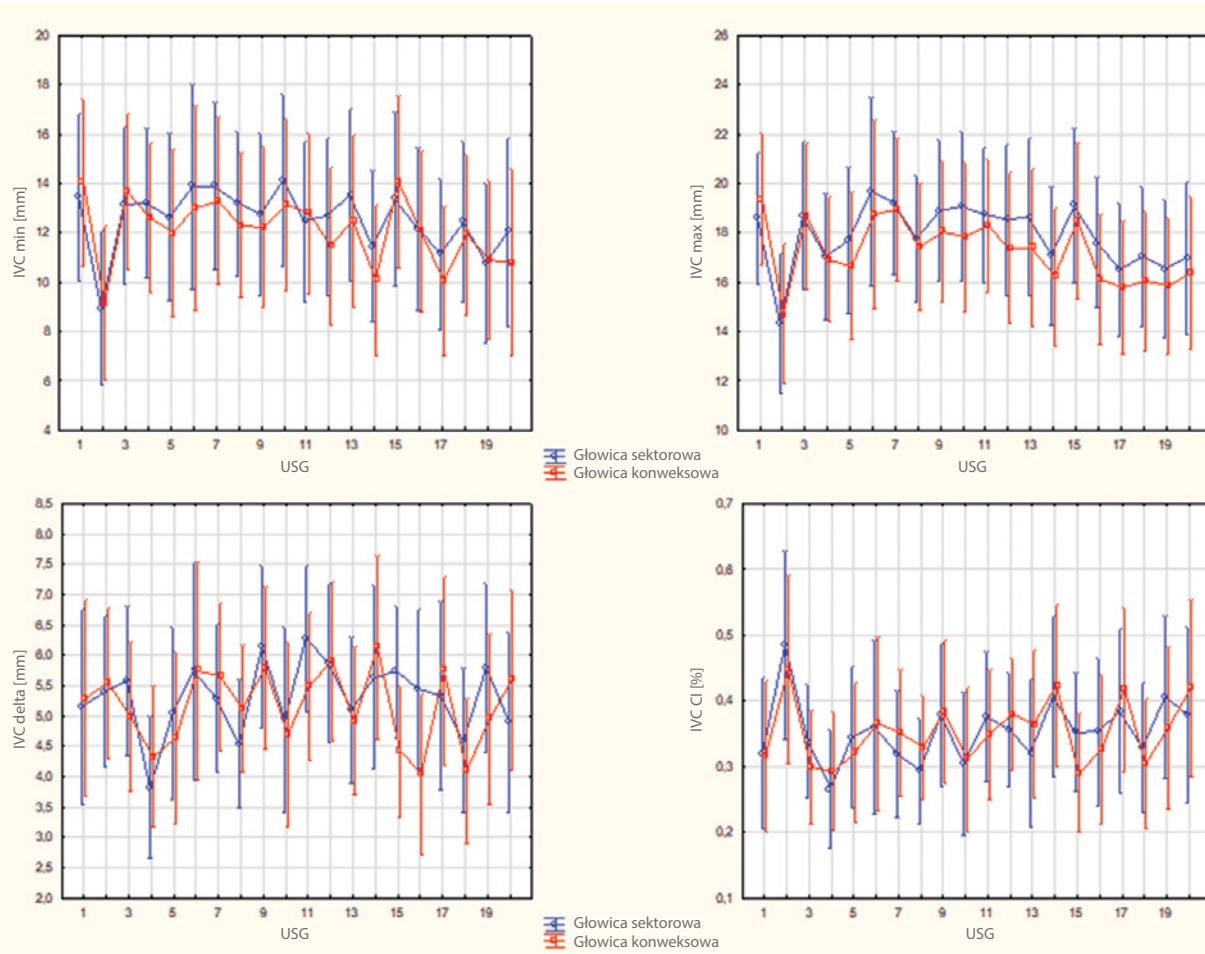 20
18
16
14
12
10
8
6
4
IVC min [mm]
1 3 5 7 9 11 13 15 17 19
USG
26
24
22
20
18
16
14
12
10
IVC max [mm]
1 3 5 7 9 11 13 15 17 19
USG
Głowica sektorowa
Głowica konweksowa
8,5
8,0
7,5
7,0
6,5
6,0
5,5
5,0
4,5
4,0
3,5
3,0
2,5
2,0
IVC delta [mm]
1 3 5 7 9 11 13 15 17 19
USG
0,7
0,6
0,5
0,4
0,3
0,2
0,1
IVC CI [%]
1 3 5 7 9 11 13 15 17 19
USG
Głowica sektorowa
Głowica konweksowa